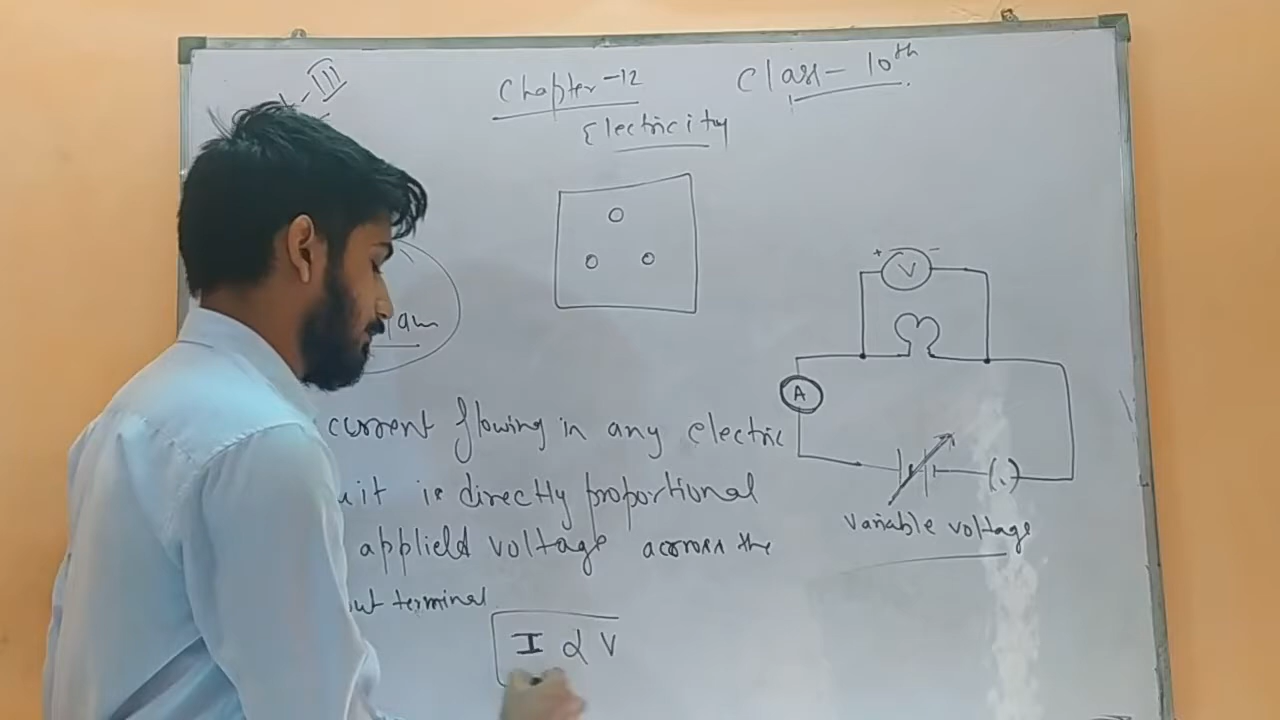 Chapter-12
Class-10th
Electricity
III
V
+ -
A
current flowing in any electric
uit is directly proportional
applield voltage across the
terminal
variable voltage
I α V